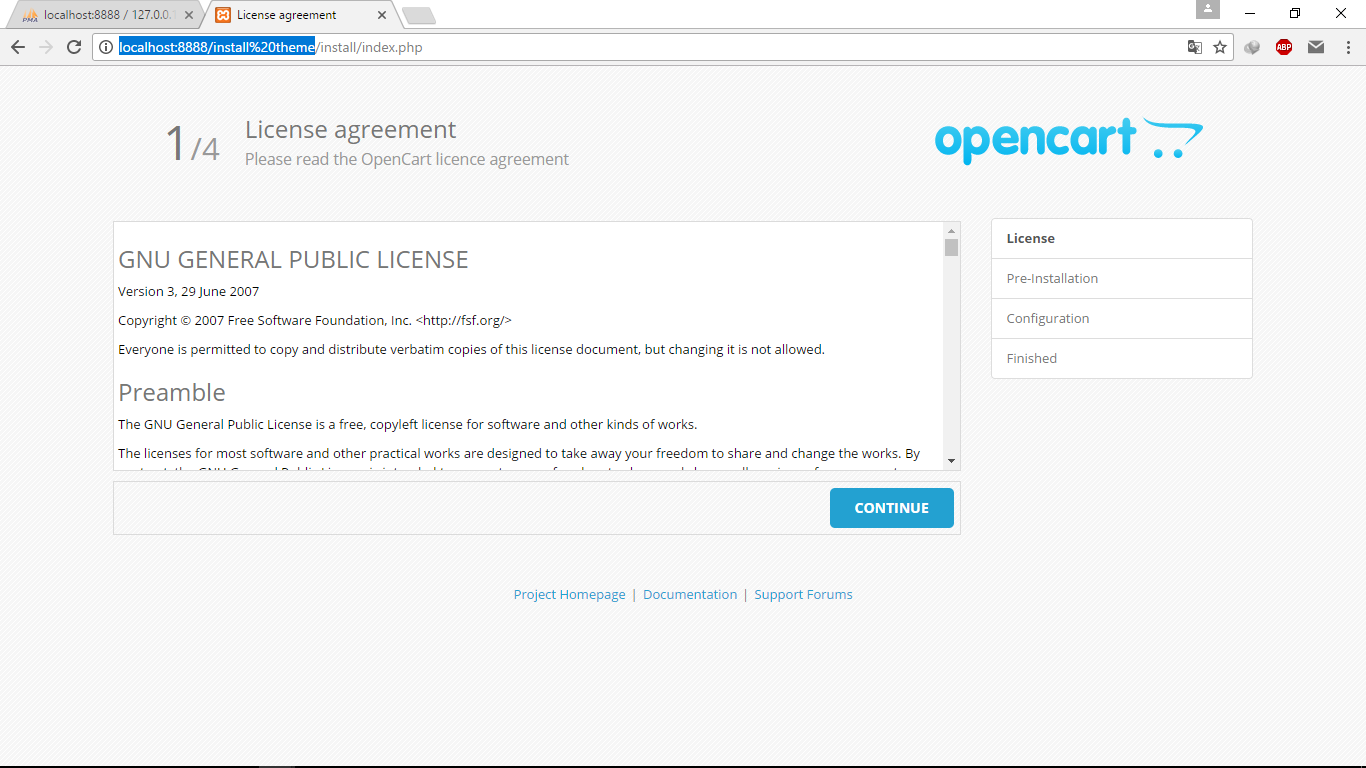 localhost:8888 / 127.0.0.1
License agreement
localhost:8888/install%20theme/install/index.php
ABP
1/4
License agreement
Please read the OpenCart licence agreement
opencart
GNU GENERAL PUBLIC LICENSE
Version 3, 29 June 2007
Copyright © 2007 Free Software Foundation, Inc. <http://fsf.org/>
Everyone is permitted to copy and distribute verbatim copies of this license document, but changing it is not allowed.
Preamble
The GNU General Public License is a free, copyleft license for software and other kinds of works.
The licenses for most software and other practical works are designed to take away your freedom to share and change the works. By
CONTINUE
License
Pre-Installation
Configuration
Finished
Project Homepage | Documentation | Support Forums